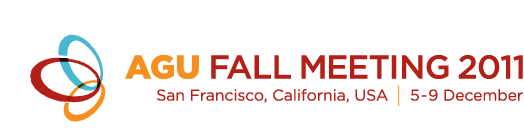 AGU FALL MEETING 2011
San Francisco, California, USA | 5-9 December